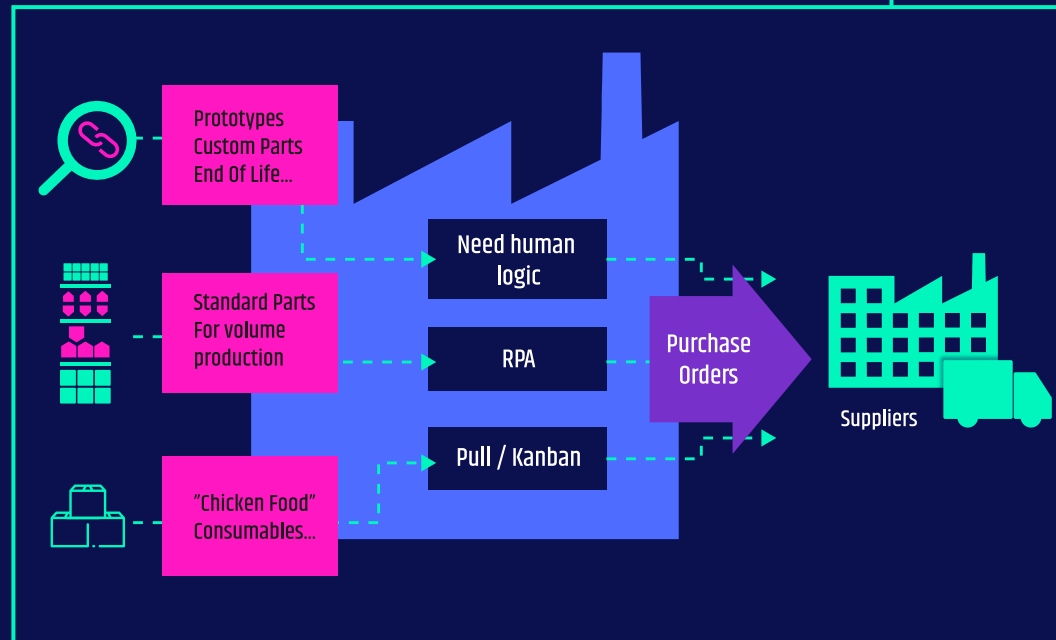 Prototypes
Custom Parts
End Of Life...
Need human
logic
Standard Parts
For volume
production
RPA
Purchase
Orders
Suppliers
"Chicken Food"
Consumables...
Pull / Kanban